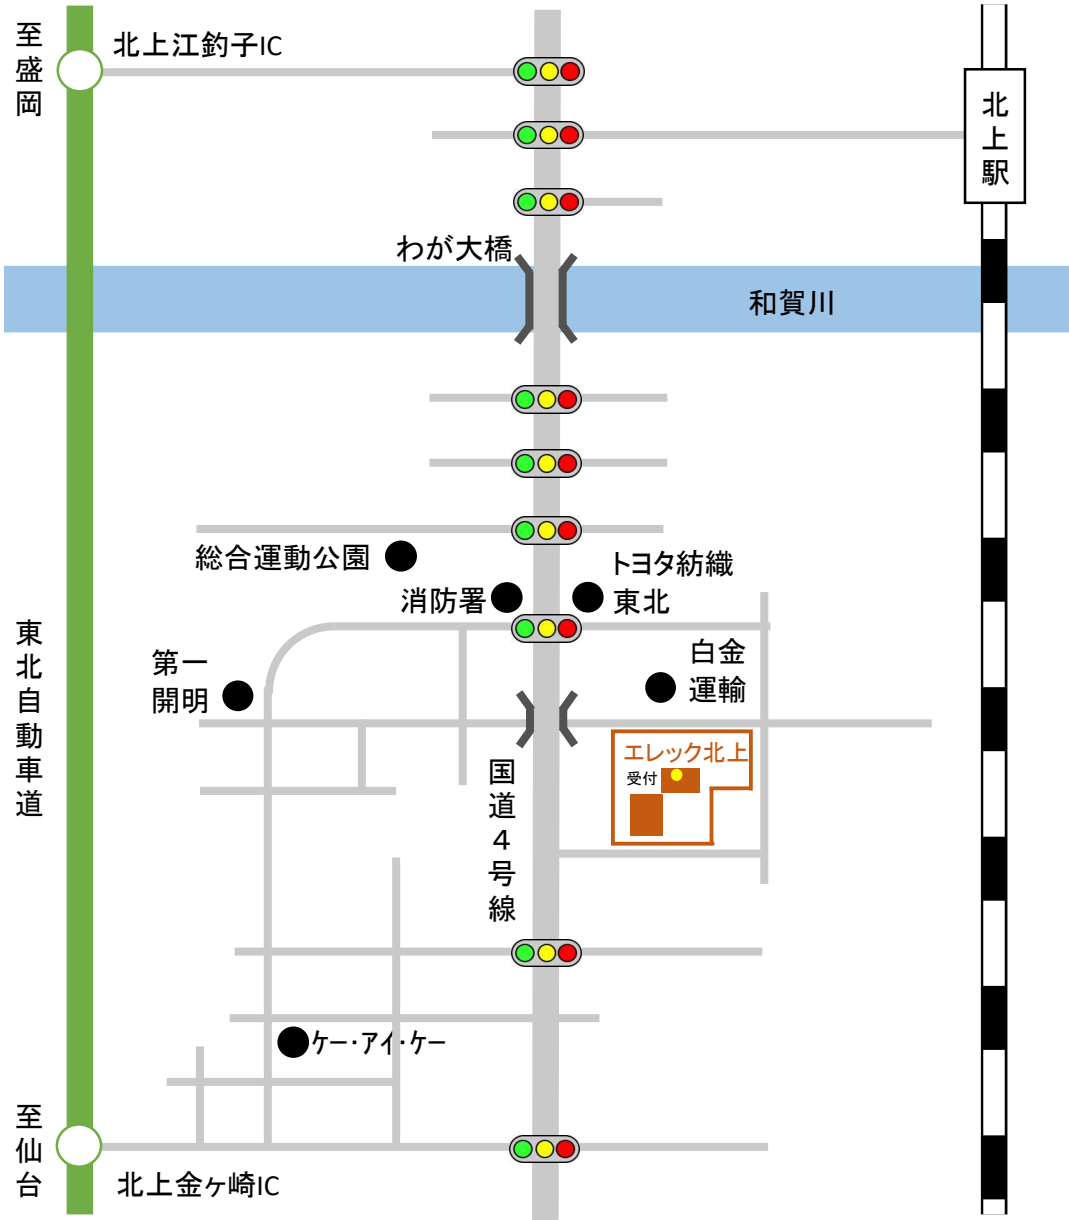 至盛岡
北上江釣子IC
北上駅
わが大橋
和賀川
総合運動公園
消防署
トヨタ紡織
東北
東北自動車道
第一
開明
白金
運輸
エレック北上
受付
国道4号線
ケー・アイ・ケー
至仙台
北上金ヶ崎IC